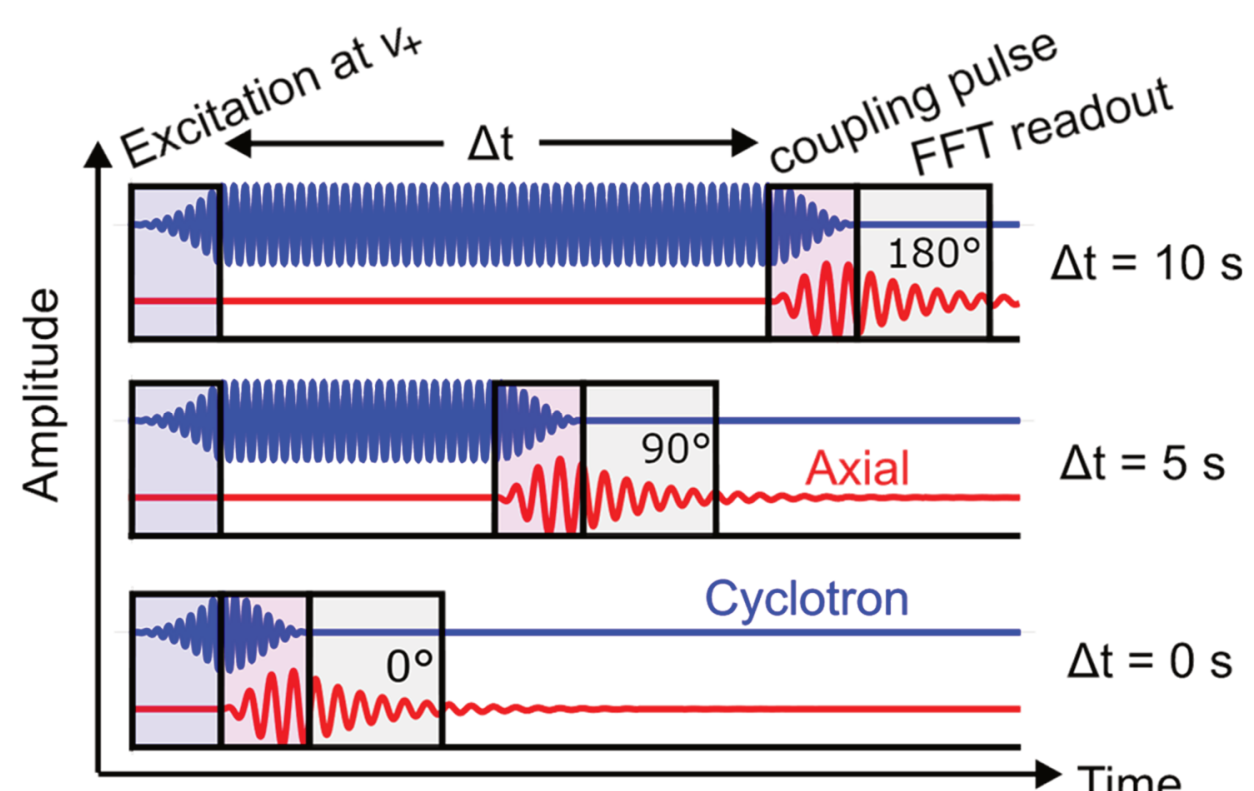 Excitation at ν₊
Δt
coupling pulse
FFT readout
180°
Δt = 10 s
Amplitude
90°
Axial
Δt = 5 s
Cyclotron
0°
Δt = 0 s
Time